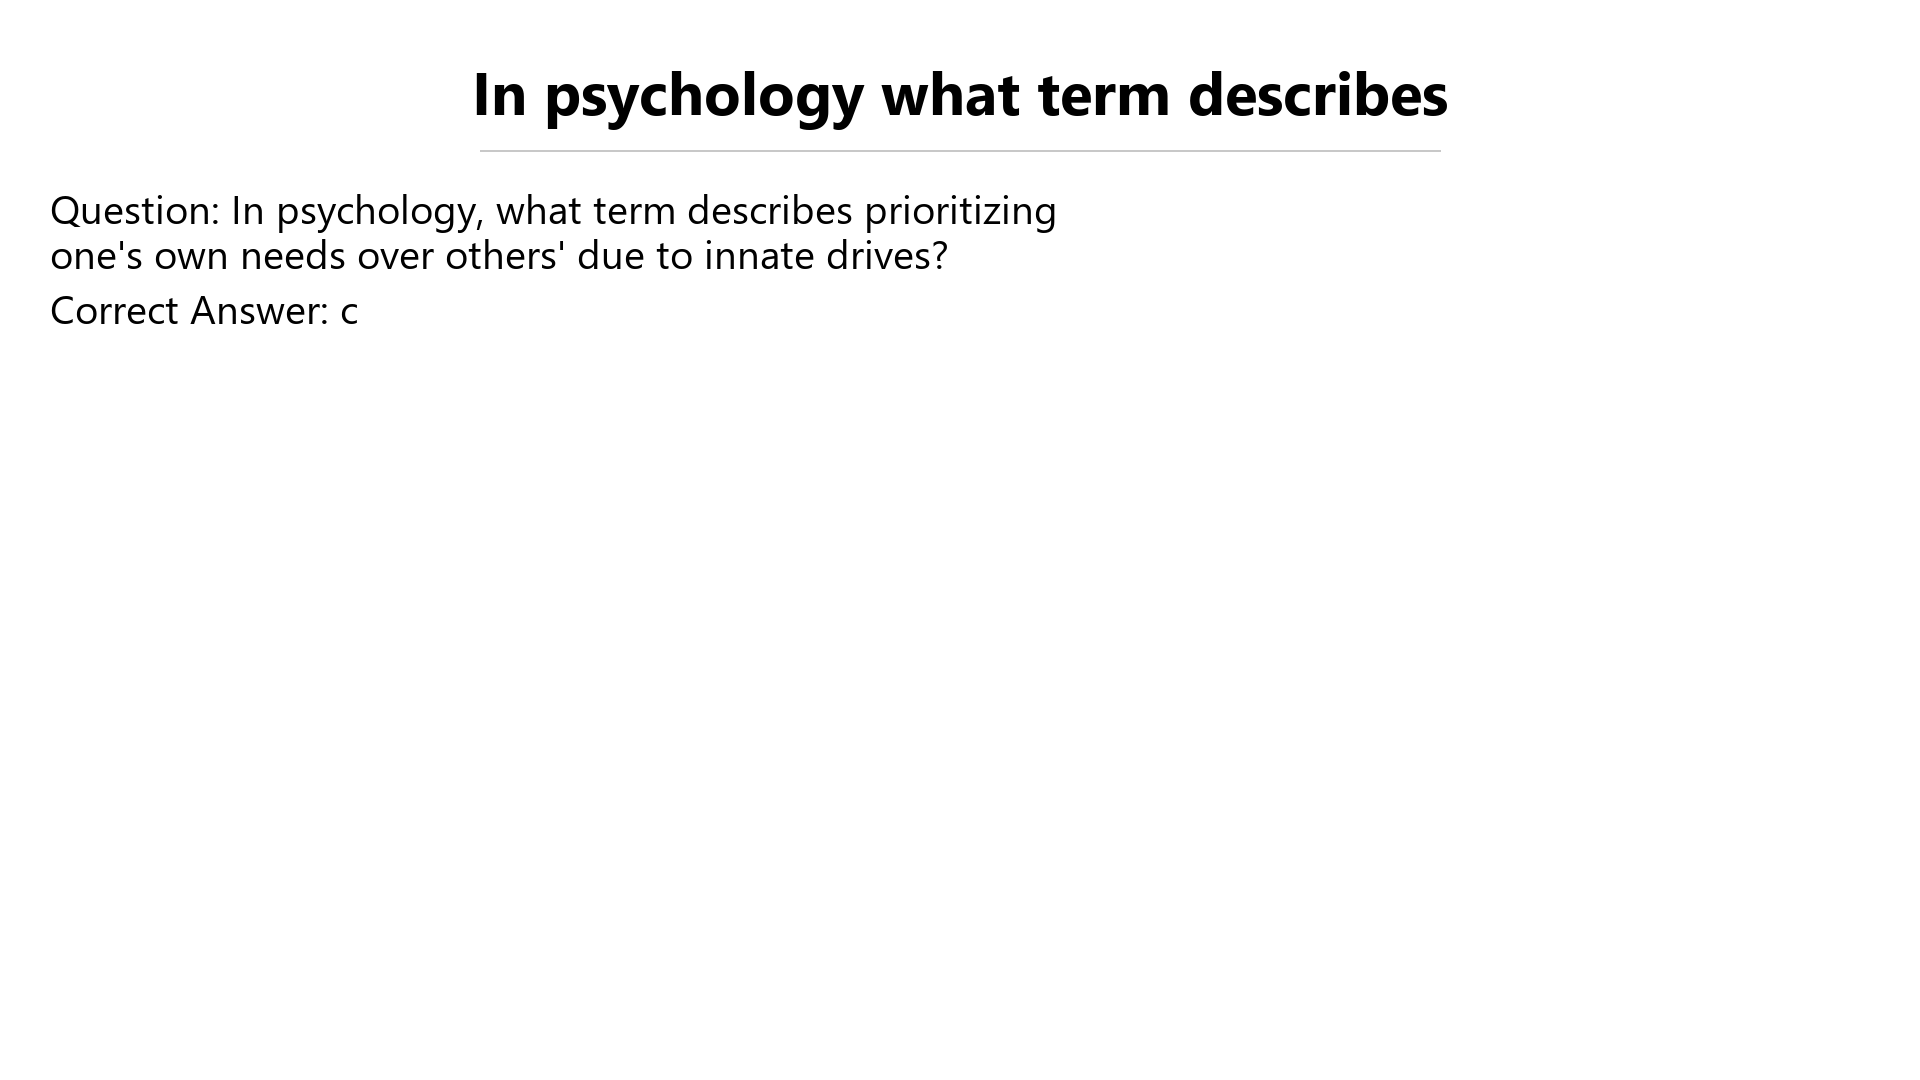 In psychology what term describes
Question: In psychology, what term describes prioritizing
one's own needs over others' due to innate drives?
Correct Answer: c